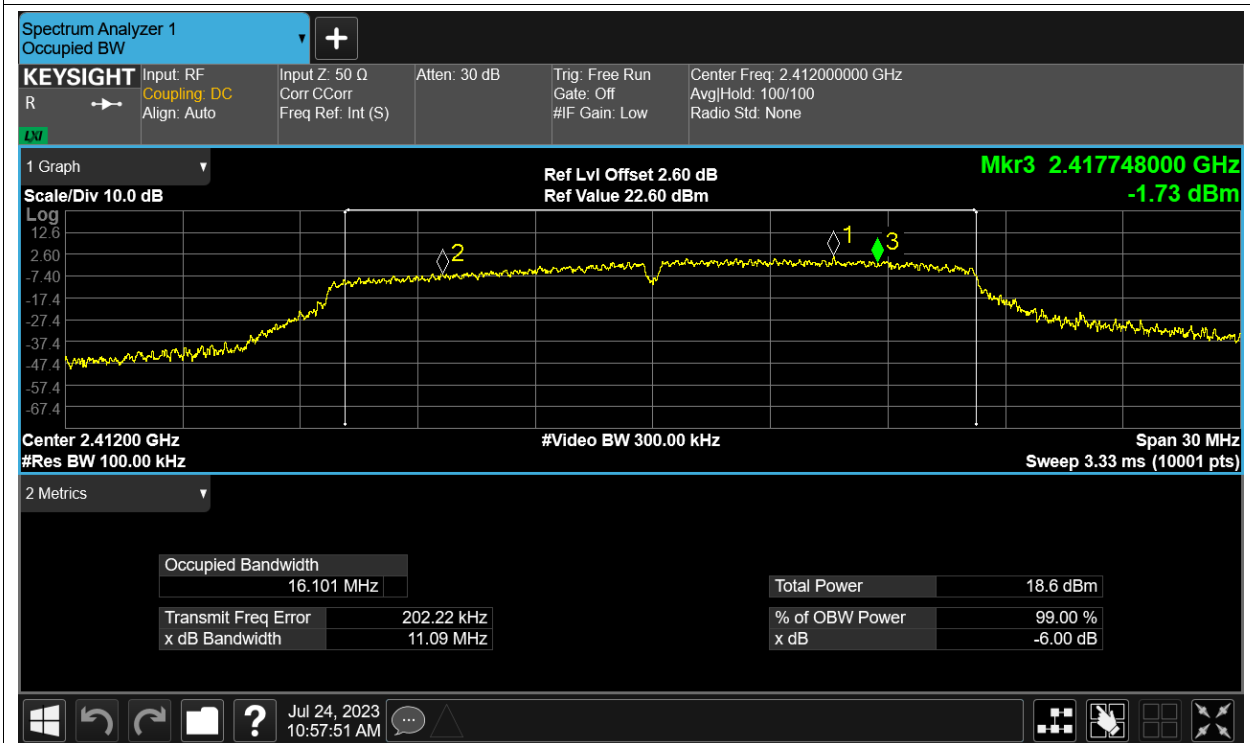 Spectrum Analyzer 1
Occupied BW
KEYSIGHT
R
LXI
Input: RF
Coupling: DC
Align: Auto
Input Z: 50 Ω
Corr CCorr
Freq Ref: Int (S)
Atten: 30 dB
Trig: Free Run
Gate: Off
#IF Gain: Low
Center Freq: 2.412000000 GHz
Avg|Hold: 100/100
Radio Std: None
1 Graph
Scale/Div 10.0 dB
Ref Lvl Offset 2.60 dB
Ref Value 22.60 dBm
Mkr3 2.417748000 GHz
-1.73 dBm
Log
12.6
2.60
-7.40
-17.4
-27.4
-37.4
-47.4
-57.4
-67.4
2
1
3
Center 2.41200 GHz
#Video BW 300.00 kHz
Span 30 MHz
#Res BW 100.00 kHz
Sweep 3.33 ms (10001 pts)
2 Metrics
Occupied Bandwidth
16.101 MHz
Total Power 18.6 dBm
Transmit Freq Error 202.22 kHz
% of OBW Power 99.00 %
x dB Bandwidth 11.09 MHz
x dB -6.00 dB
?
Jul 24, 2023
10:57:51 AM